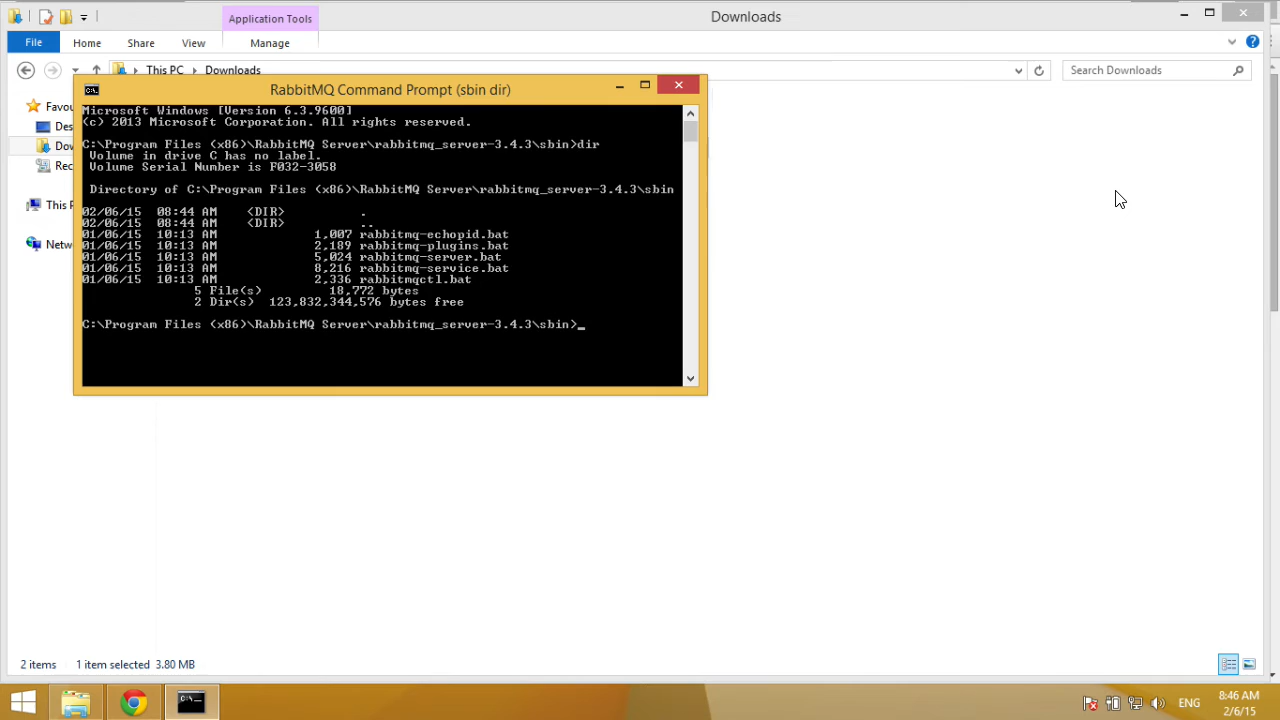 Application Tools
Downloads
File
Home
Share
View
Manage
This PC
Downloads
Search Downloads
Favou
Des
Dow
Rec
This P
Netw
RabbitMQ Command Prompt (sbin dir)
Microsoft Windows [Version 6.3.9600]
(c) 2013 Microsoft Corporation. All rights reserved.
C:\Program Files (x86)\RabbitMQ Server\rabbitmq_server-3.4.3\sbin>dir
Volume in drive C has no label.
Volume Serial Number is F032-3058
Directory of C:\Program Files (x86)\RabbitMQ Server\rabbitmq_server-3.4.3\sbin
02/06/15 08:44 AM <DIR> .
02/06/15 08:44 AM <DIR> ..
01/06/15 10:13 AM 1,007 rabbitmq-echopid.bat
01/06/15 10:13 AM 2,189 rabbitmq-plugins.bat
01/06/15 10:13 AM 5,024 rabbitmq-server.bat
01/06/15 10:13 AM 8,216 rabbitmq-service.bat
01/06/15 10:13 AM 2,336 rabbitmqctl.bat
5 File(s) 18,772 bytes
2 Dir(s) 123,832,344,576 bytes free
C:\Program Files (x86)\RabbitMQ Server\rabbitmq_server-3.4.3\sbin>_
2 items 1 item selected 3.80 MB
ENG
8:46 AM
2/6/15